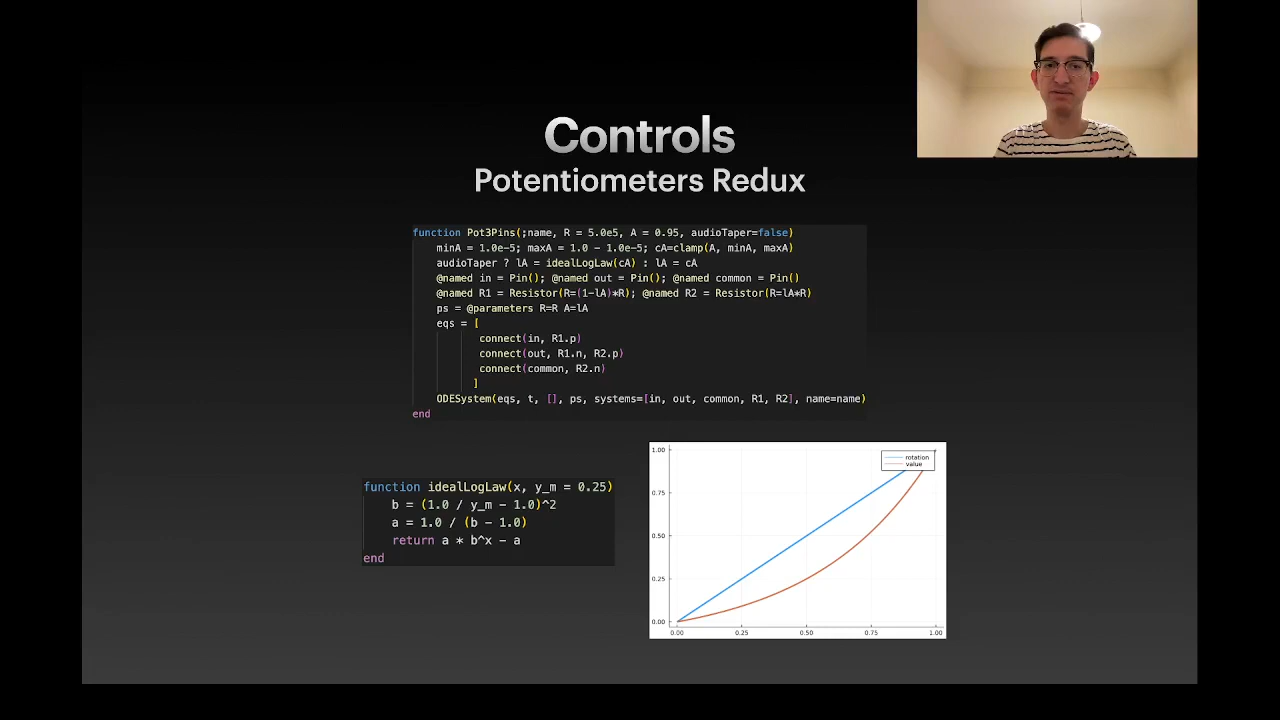 Controls
Potentiometers Redux
function Pot3Pins(;name, R = 5.0e5, A = 0.95, audioTaper=false)
minA = 1.0e-5; maxA = 1.0 - 1.0e-5; cA=clamp(A, minA, maxA)
audioTaper ? lA = idealLogLaw(cA) : lA = cA
@named in = Pin(); @named out = Pin(); @named common = Pin()
@named R1 = Resistor(R=(1-lA)*R); @named R2 = Resistor(R=lA*R)
ps = @parameters R=R A=lA
eqs = [
connect(in, R1.p)
connect(out, R1.n, R2.p)
connect(common, R2.n)
]
ODESystem(eqs, t, [], ps, systems=[in, out, common, R1, R2], name=name)
end
function idealLogLaw(x, y_m = 0.25)
b = (1.0 / y_m - 1.0)^2
a = 1.0 / (b - 1.0)
return a * b^x - a
end
rotation
value
1.00
0.75
0.50
0.25
0.00
0.00 0.25 0.50 0.75 1.00